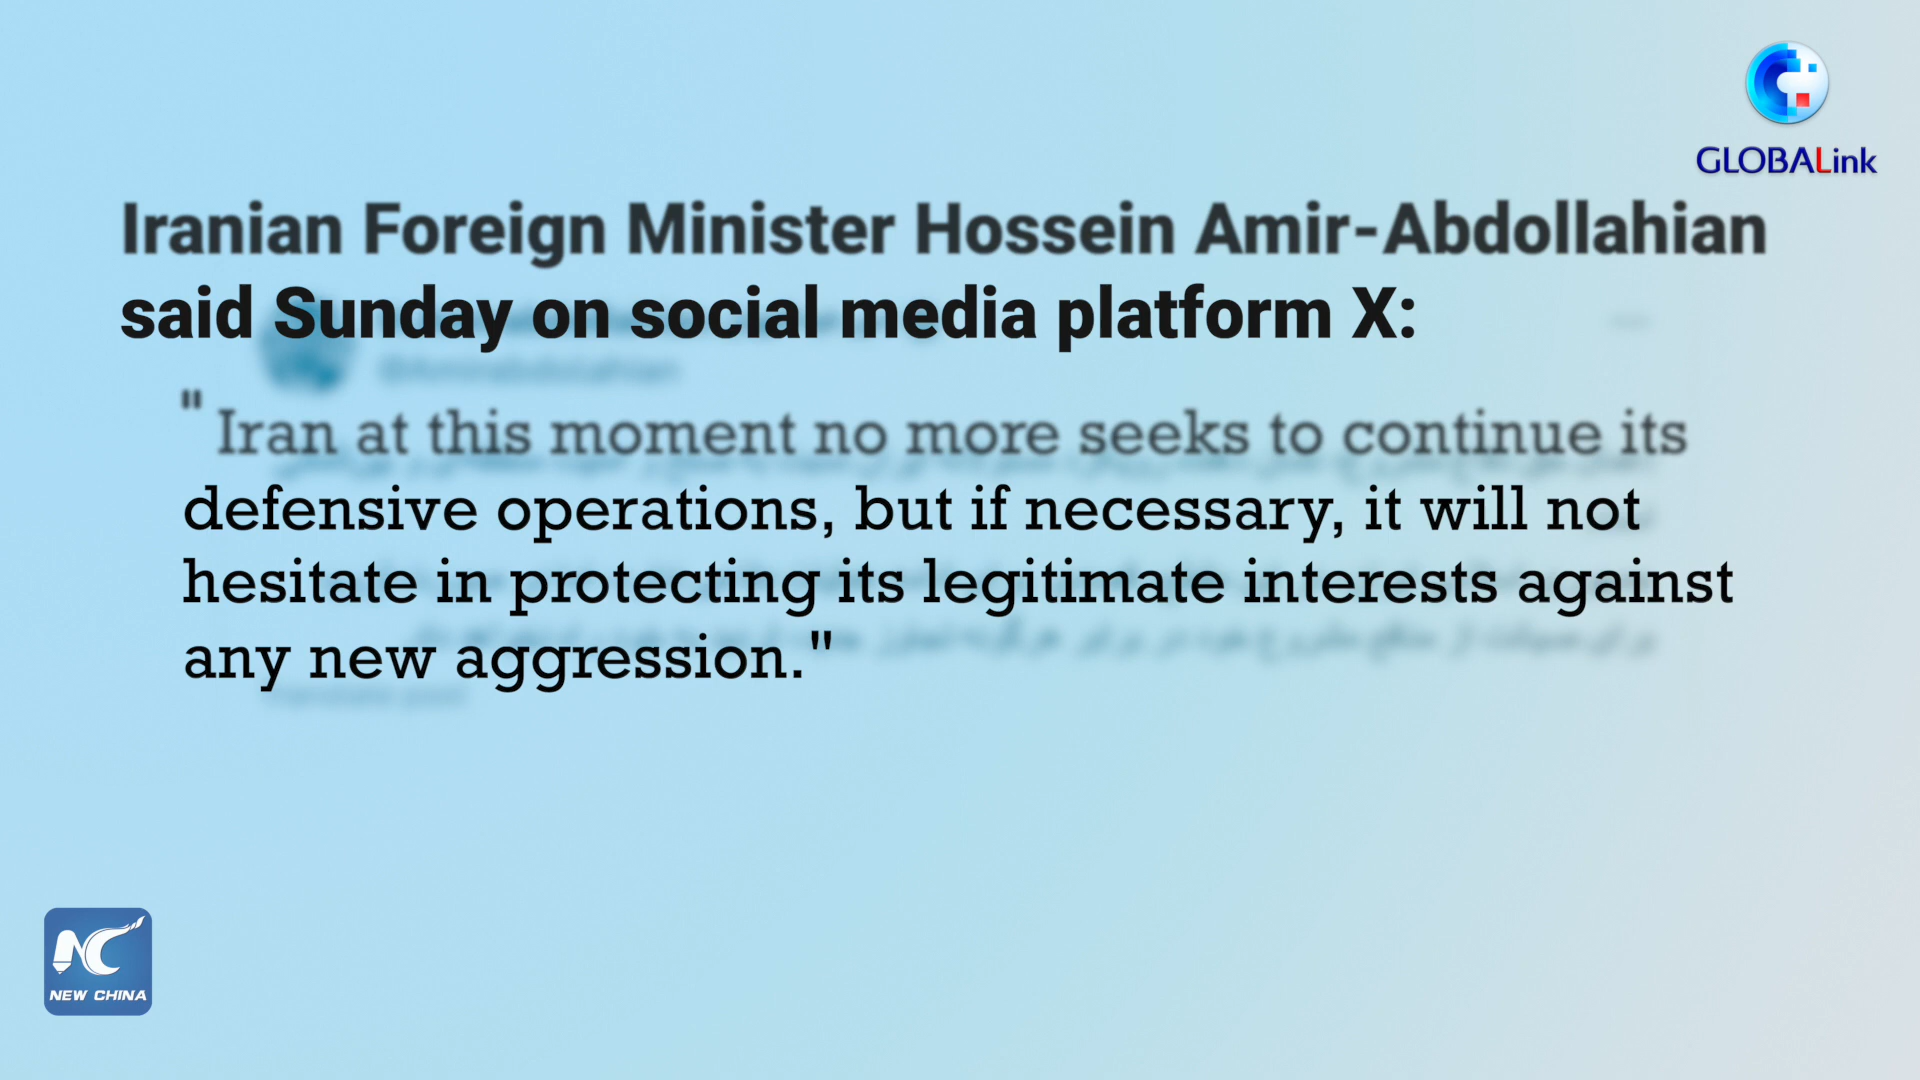 GLOBALink
Iranian Foreign Minister Hossein Amir-Abdollahian
said Sunday on social media platform X:
"Iran at this moment no more seeks to continue its
defensive operations, but if necessary, it will not
hesitate in protecting its legitimate interests against
any new aggression."
NEW CHINA